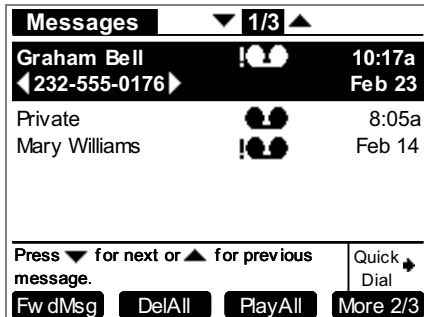 Messages ▼ 1/3 ▲
Graham Bell ! 10:17a
232-555-0176 Feb 23
Private 8:05a
Mary Williams ! Feb 14
Press ▼ for next or ▲ for previous
message.
Quick
Dial
FwdMsg DelAll PlayAll More 2/3